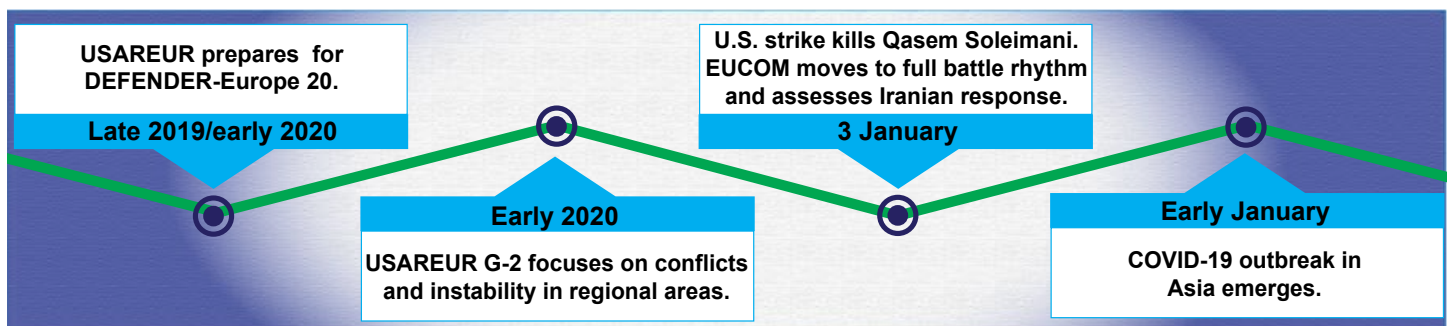 USAREUR prepares for
DEFENDER-Europe 20.
Late 2019/early 2020
Early 2020
USAREUR G-2 focuses on conflicts
and instability in regional areas.
U.S. strike kills Qasem Soleimani.
EUCOM moves to full battle rhythm
and assesses Iranian response.
3 January
Early January
COVID-19 outbreak in
Asia emerges.